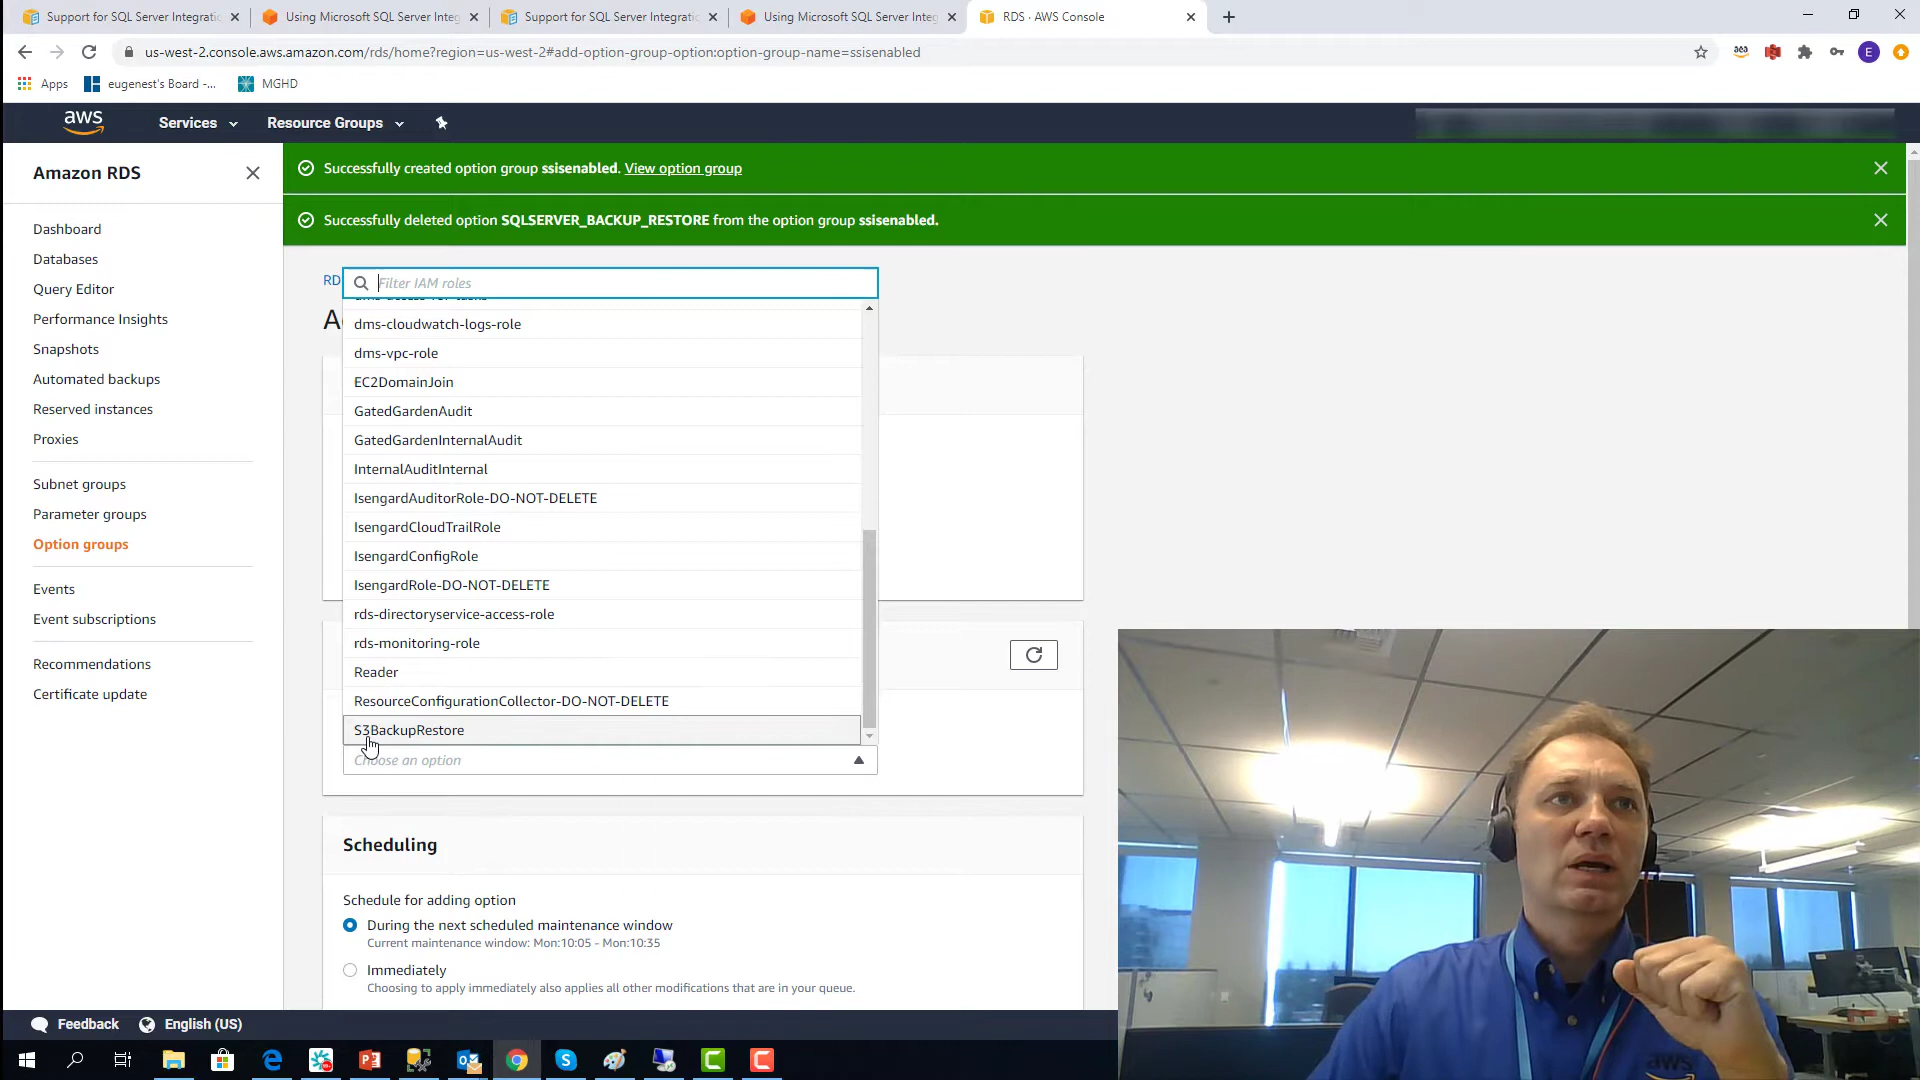 Support for SQL Server Integratio
Using Microsoft SQL Server Integ
Support for SQL Server Integratio
Using Microsoft SQL Server Integ
RDS · AWS Console
us-west-2.console.aws.amazon.com/rds/home?region=us-west-2#add-option-group-option:option-group-name=ssisenabled
E
Apps
eugenest's Board -...
MGHD
aws
Services
Resource Groups
Amazon RDS
Successfully created option group ssisenabled. View option group
Successfully deleted option SQLSERVER_BACKUP_RESTORE from the option group ssisenabled.
Dashboard
Databases
Query Editor
Performance Insights
Snapshots
Automated backups
Reserved instances
Proxies
Subnet groups
Parameter groups
Option groups
Events
Event subscriptions
Recommendations
Certificate update
RD
A
Filter IAM roles
dms-cloudwatch-logs-role
dms-vpc-role
EC2DomainJoin
GatedGardenAudit
GatedGardenInternalAudit
InternalAuditInternal
IsengardAuditorRole-DO-NOT-DELETE
IsengardCloudTrailRole
IsengardConfigRole
IsengardRole-DO-NOT-DELETE
rds-directoryservice-access-role
rds-monitoring-role
Reader
ResourceConfigurationCollector-DO-NOT-DELETE
S3BackupRestore
Choose an option
Scheduling
Schedule for adding option
During the next scheduled maintenance window
Current maintenance window: Mon:10:05 - Mon:10:35
Immediately
Choosing to apply immediately also applies all other modifications that are in your queue.
Feedback
English (US)
aws